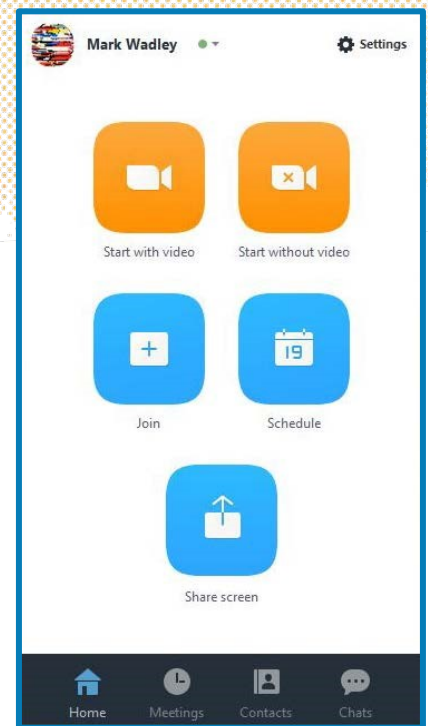 Mark Wadley
Settings
Start with video
Start without video
19
Join
Schedule
Share screen
Home
Meetings
Contacts
Chats